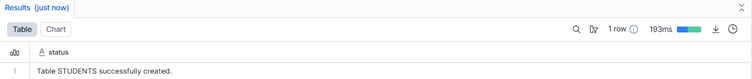 Results (just now)
Table Chart 1 row 193ms
A status
1 Table STUDENTS successfully created.